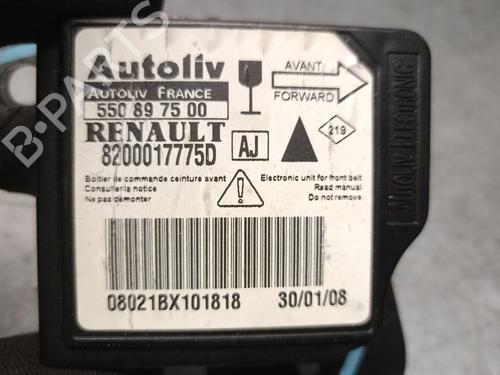 Autoliv
AUTOLIV FRANCE
550 89 75 00
RENAULT
8200017775D
AJ
AVANT
FORWARD
219
Boitier de commande ceinture avant
Consulter la notice
Ne pas démonter
Electronic unit for front belt
Read manual
Do not remove
08021BX101818
30/01/08
AUTOLIV ELECTRONIC
B-PARTS